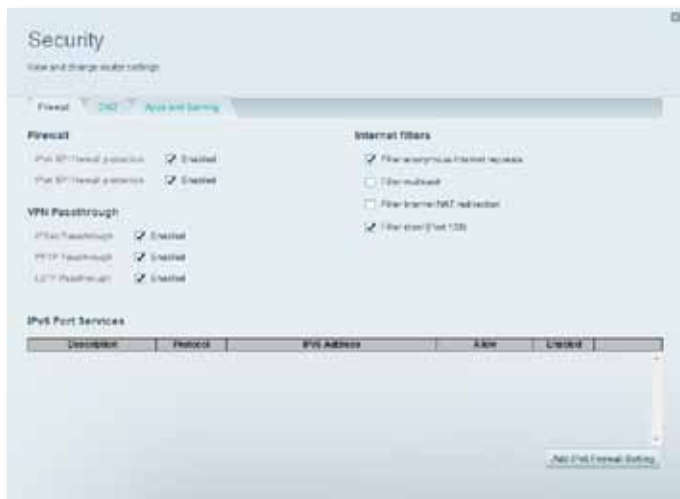 Security
View and change router settings
Firewall DMZ Apps and Gaming
Firewall
IPv6 SPI firewall protection Enabled
IPv4 SPI firewall protection Enabled
VPN Passthrough
IPSec Passthrough Enabled
PPTP Passthrough Enabled
L2TP Passthrough Enabled
Internet filters
Filter anonymous Internet requests
Filter multicast
Filter Internet NAT redirection
Filter ident (Port 113)
IPv6 Port Services
Description Protocol IPv6 Address Allow Enabled
Add IPv6 Firewall Setting